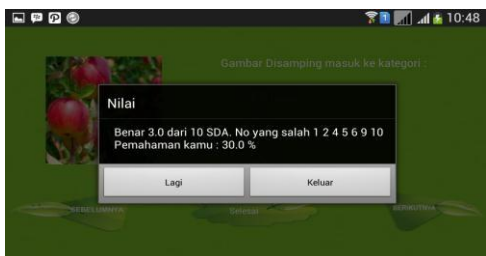 10:48
Gambar Disamping masuk ke kategori :
Nilai
Benar 3.0 dari 10 SDA. No yang salah 1 2 4 5 6 9 10
Pemahaman kamu : 30.0 %
Lagi Keluar
SEBELUMNYA Selesai BERIKUTNYA